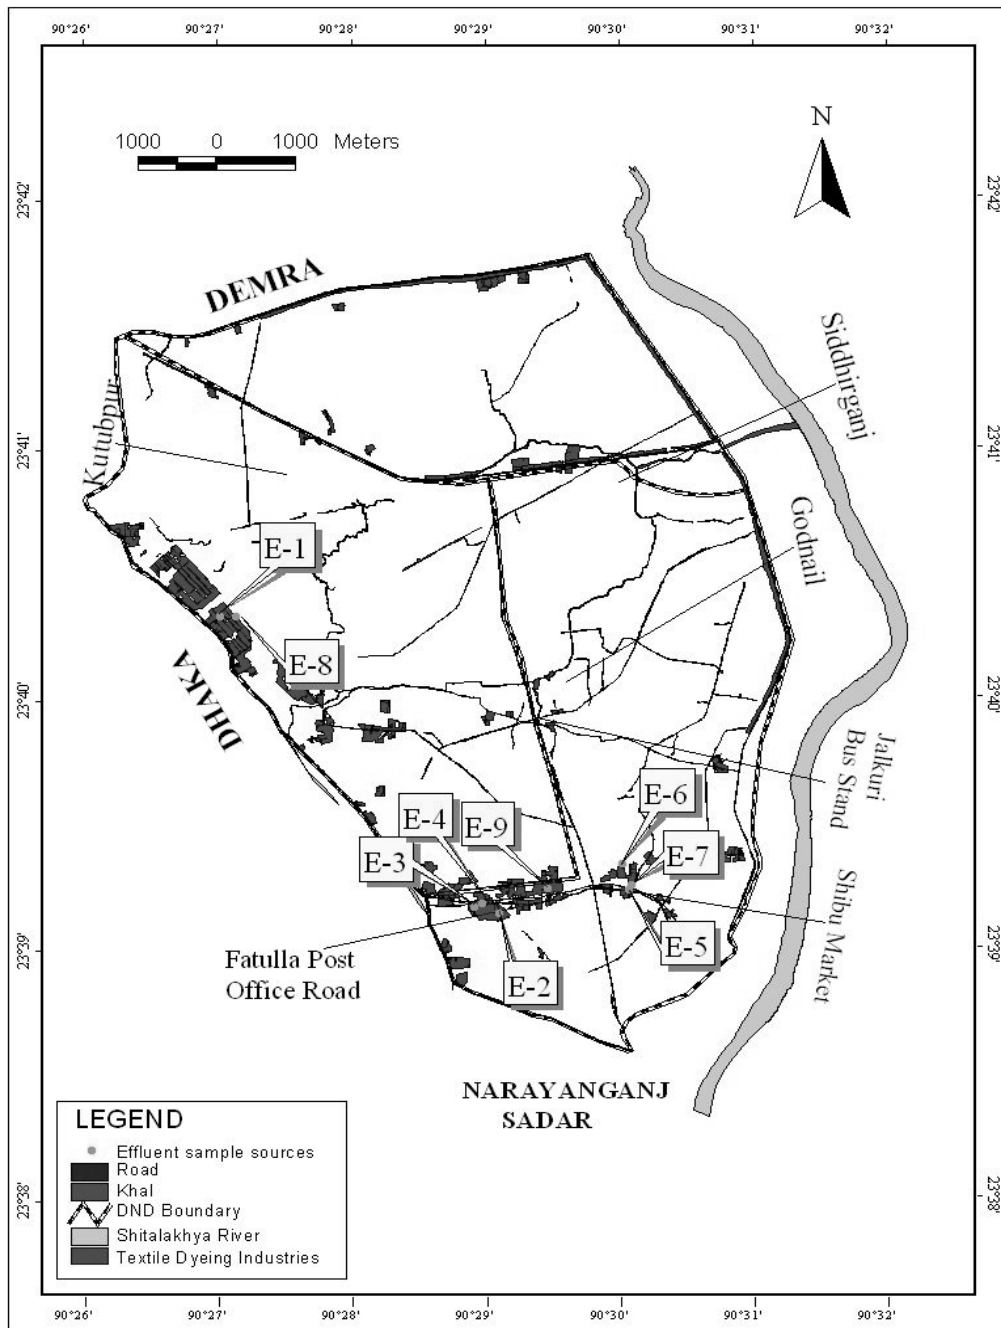 90°26' 90°27' 90°28' 90°29' 90°30' 90°31' 90°32'
N
1000 0 1000 Meters
23°42' 23°42'
DEMRA
Siddhirganj
Kutubpur
23°41' 23°41'
Godnail
E-1
E-8
DHAKA
23°40' 23°40'
Jalkuri
Bus Stand
E-6
E-4
E-9
E-7
E-3
Shibu Market
E-5
23°39' 23°39'
Fatulla Post
Office Road
E-2
NARAYANGANJ
SADAR
LEGEND
Effluent sample sources
Road
Khal
DND Boundary
Shitalakhya River
Textile Dyeing Industries
23°38' 23°38'
90°26' 90°27' 90°28' 90°29' 90°30' 90°31' 90°32'